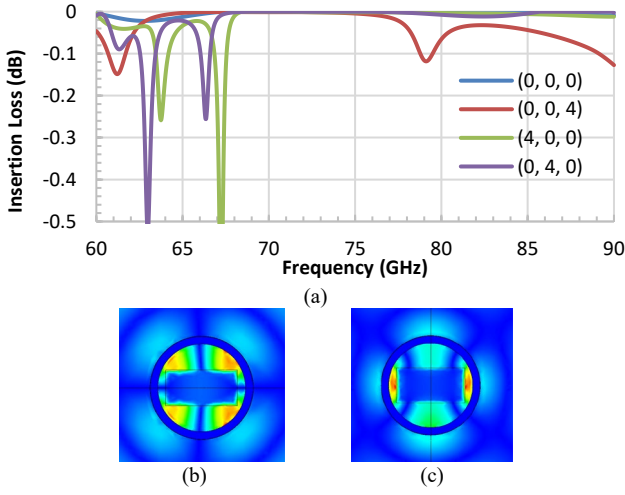 0
-0.1
-0.2
-0.3
-0.4
-0.5
Insertion Loss (dB)
60 65 70 75 80 85 90
Frequency (GHz)
(0, 0, 0)
(0, 0, 4)
(4, 0, 0)
(0, 4, 0)
(a)
(b) (c)